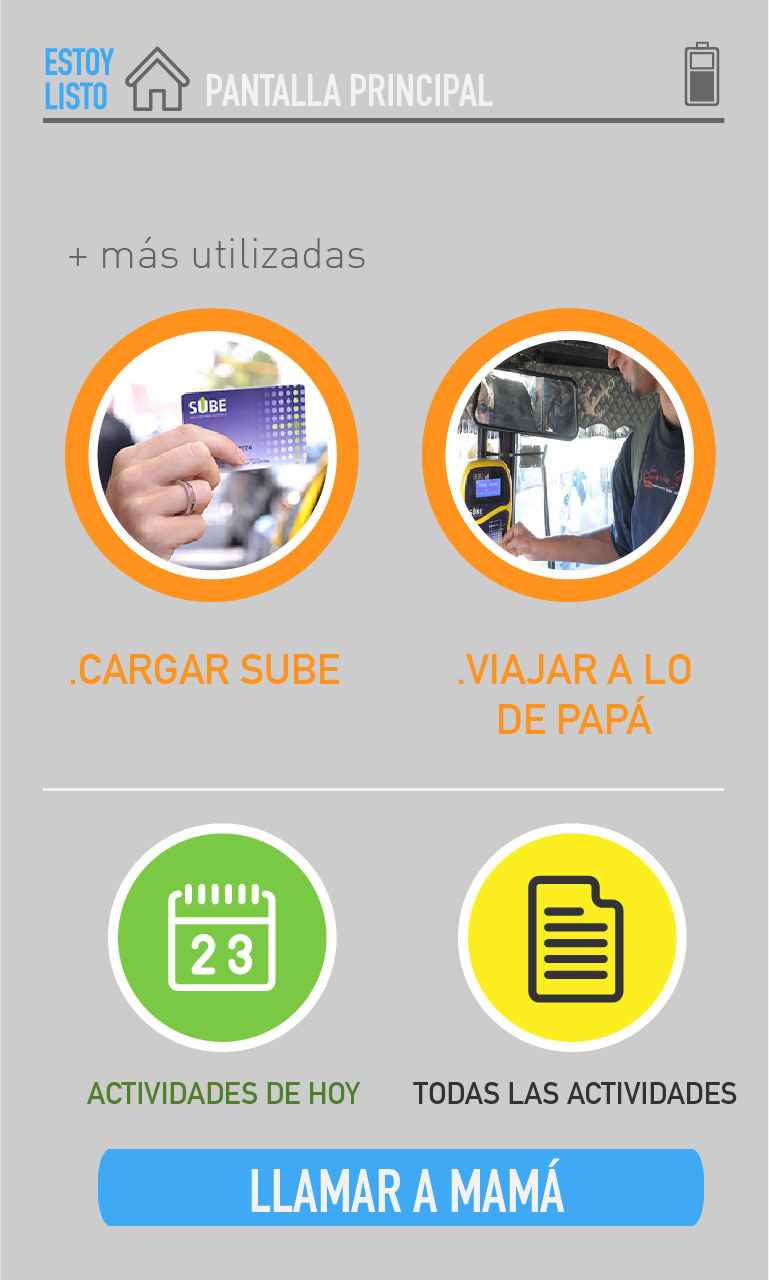 ESTOY
LISTO
PANTALLA PRINCIPAL
+ más utilizadas
SUBE
SUBE
.CARGAR SUBE
.VIAJAR A LO
DE PAPÁ
23
ACTIVIDADES DE HOY
TODAS LAS ACTIVIDADES
LLAMAR A MAMÁ